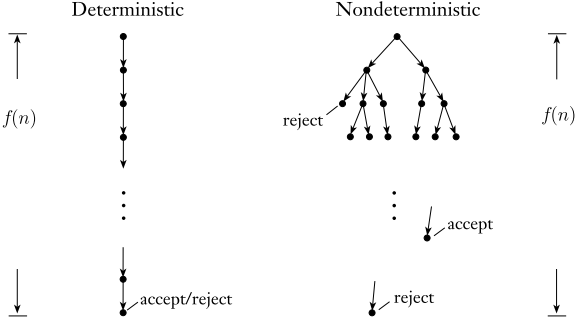 Deterministic
Nondeterministic
f(n)
reject
f(n)
accept
accept/reject
reject